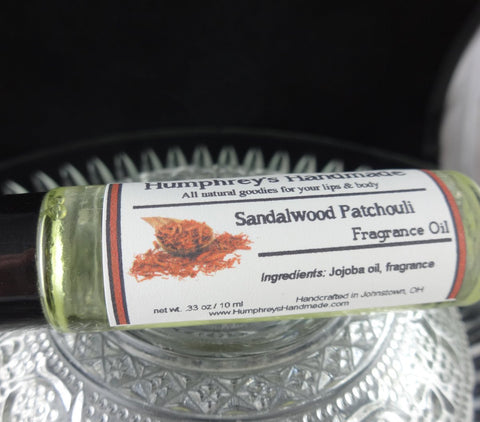 Humphrey's Handmade
All natural goodies for your lips & body
Sandalwood Patchouli
Fragrance Oil
Ingredients: Jojoba oil, fragrance
Handcrafted in Johnstown, OH
net wt. .33 oz / 10 ml
www.HumphreysHandmade.com